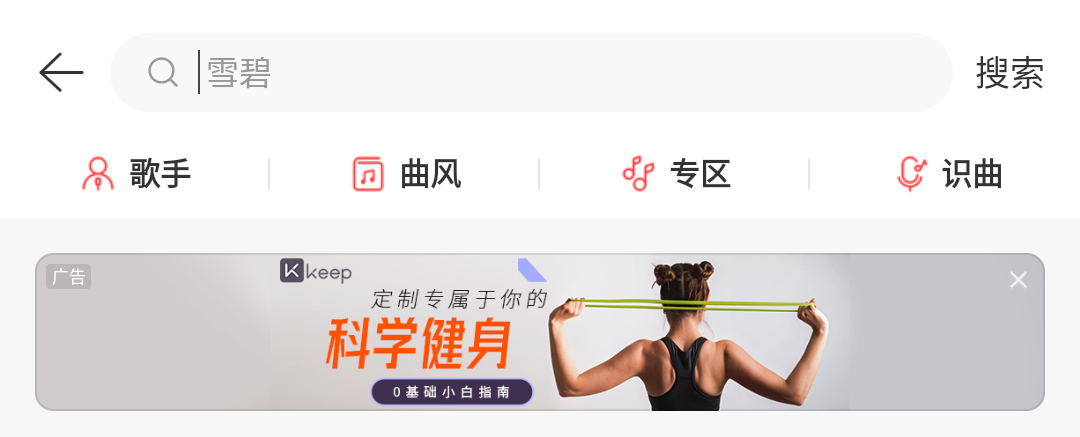 雪碧
搜索
歌手
曲风
专区
识曲
广告
keep
定制专属于你的
科学健身
0基础小白指南